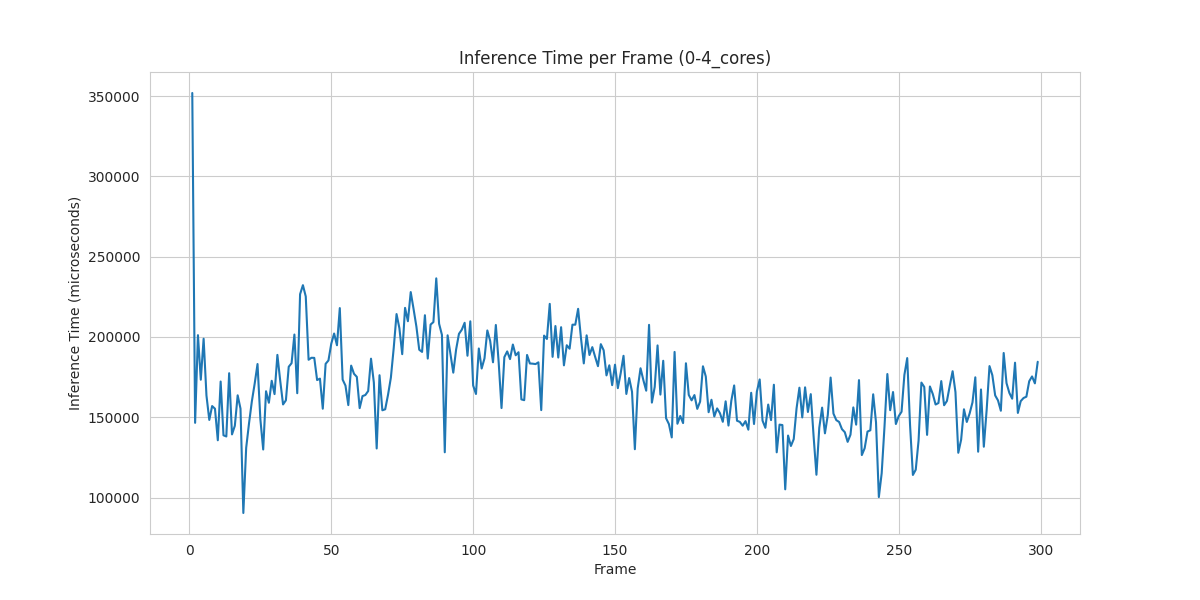 Inference Time per Frame (0-4_cores)
Inference Time (microseconds)
350000
300000
250000
200000
150000
100000
0 50 100 150 200 250 300
Frame